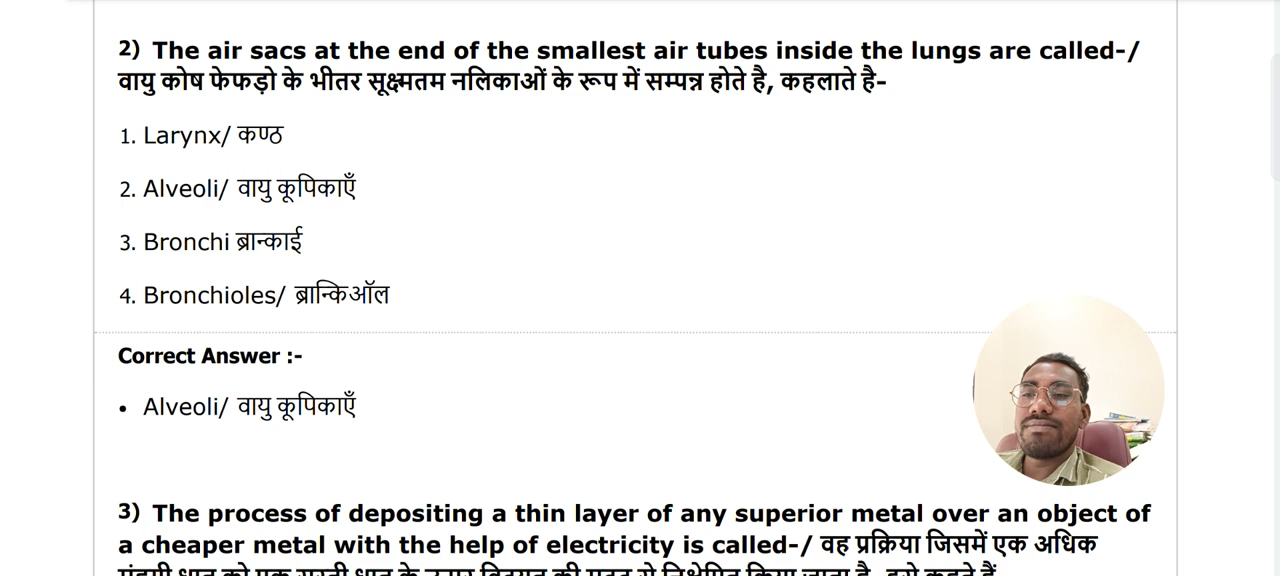 2) The air sacs at the end of the smallest air tubes inside the lungs are called-/
वायु कोष फेफड़ो के भीतर सूक्ष्मतम नलिकाओं के रूप में सम्पन्न होते है, कहलाते है-
1. Larynx/ कण्ठ
2. Alveoli/ वायु कूपिकाएँ
3. Bronchi ब्रान्काई
4. Bronchioles/ ब्रान्किऑल
Correct Answer :-
• Alveoli/ वायु कूपिकाएँ
3) The process of depositing a thin layer of any superior metal over an object of
a cheaper metal with the help of electricity is called-/ वह प्रक्रिया जिसमें एक अधिक